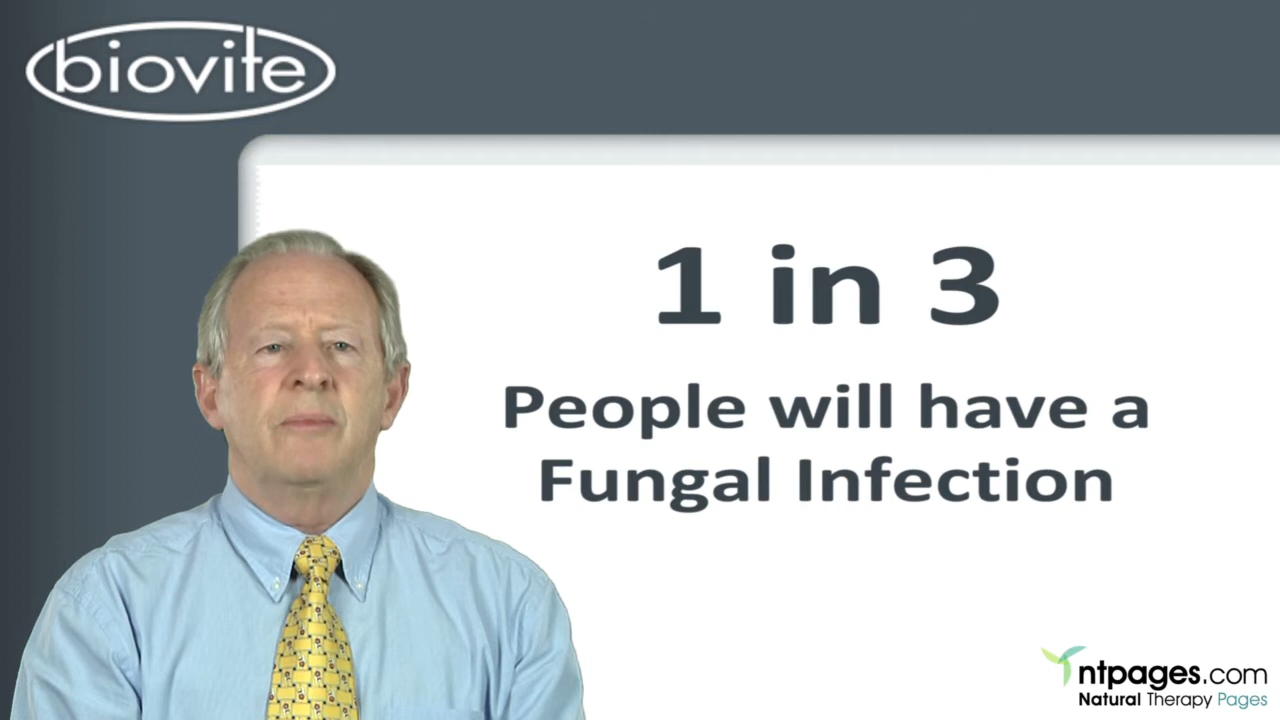 biovite
1 in 3
People will have a
Fungal Infection
ntpages.com
Natural Therapy Pages